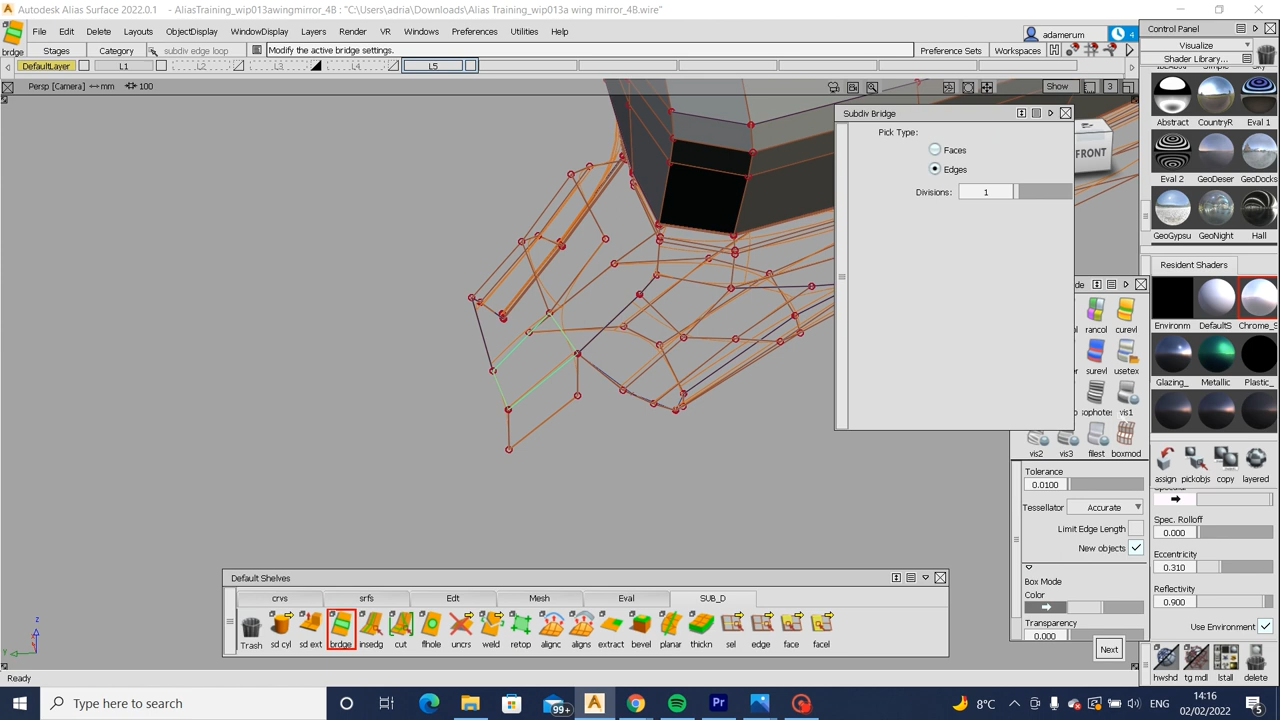 Autodesk Alias Surface 2022.0.1 - AliasTraining_wip013awingmirror_4B : "C:\Users\adria\Downloads\Alias Training_wip013a wing mirror_4B.wire"
File Edit Delete Layouts ObjectDisplay WindowDisplay Layers Render VR Windows Preferences Utilities Help
adamerum 4
brdge Stages Category subdiv edge loop Modify the active bridge settings. Preference Sets Workspaces
DefaultLayer L1 L2 L3 L4 L5
Persp [Camera] mm 100 Show 3
Control Panel
Visualize
Shader Library...
Abstract CountryR Eval 1
Eval 2 GeoDeser GeoDocks
GeoGypsu GeoNight Hall
Resident Shaders
Environm DefaultS Chrome_S
Glazing_ Metallic Plastic_
assign pickobjs copy layered
Spec. Rolloff
0.000
Eccentricity
0.310
Reflectivity
0.900
Use Environment
hwshd tg mdl lstall delete
Subdiv Bridge
Pick Type:
Faces
Edges
Divisions: 1
FRONT
rancol curevl
surevl usetex
ophotes vis1
vis2 vis3 filest boxmod
Tolerance
0.0100
Tessellator Accurate
Limit Edge Length
New objects
Box Mode
Color
Transparency
0.000
Next
Default Shelves
crvs srfs Edt Mesh Eval SUB_D
Trash sd cyl sd ext brdge insedg cut flhole uncrs weld retop alignc aligns extract bevel planar thickn sel edge face facel
z
Y
Ready
Type here to search
99+
8°C
ENG
14:16
02/02/2022
5